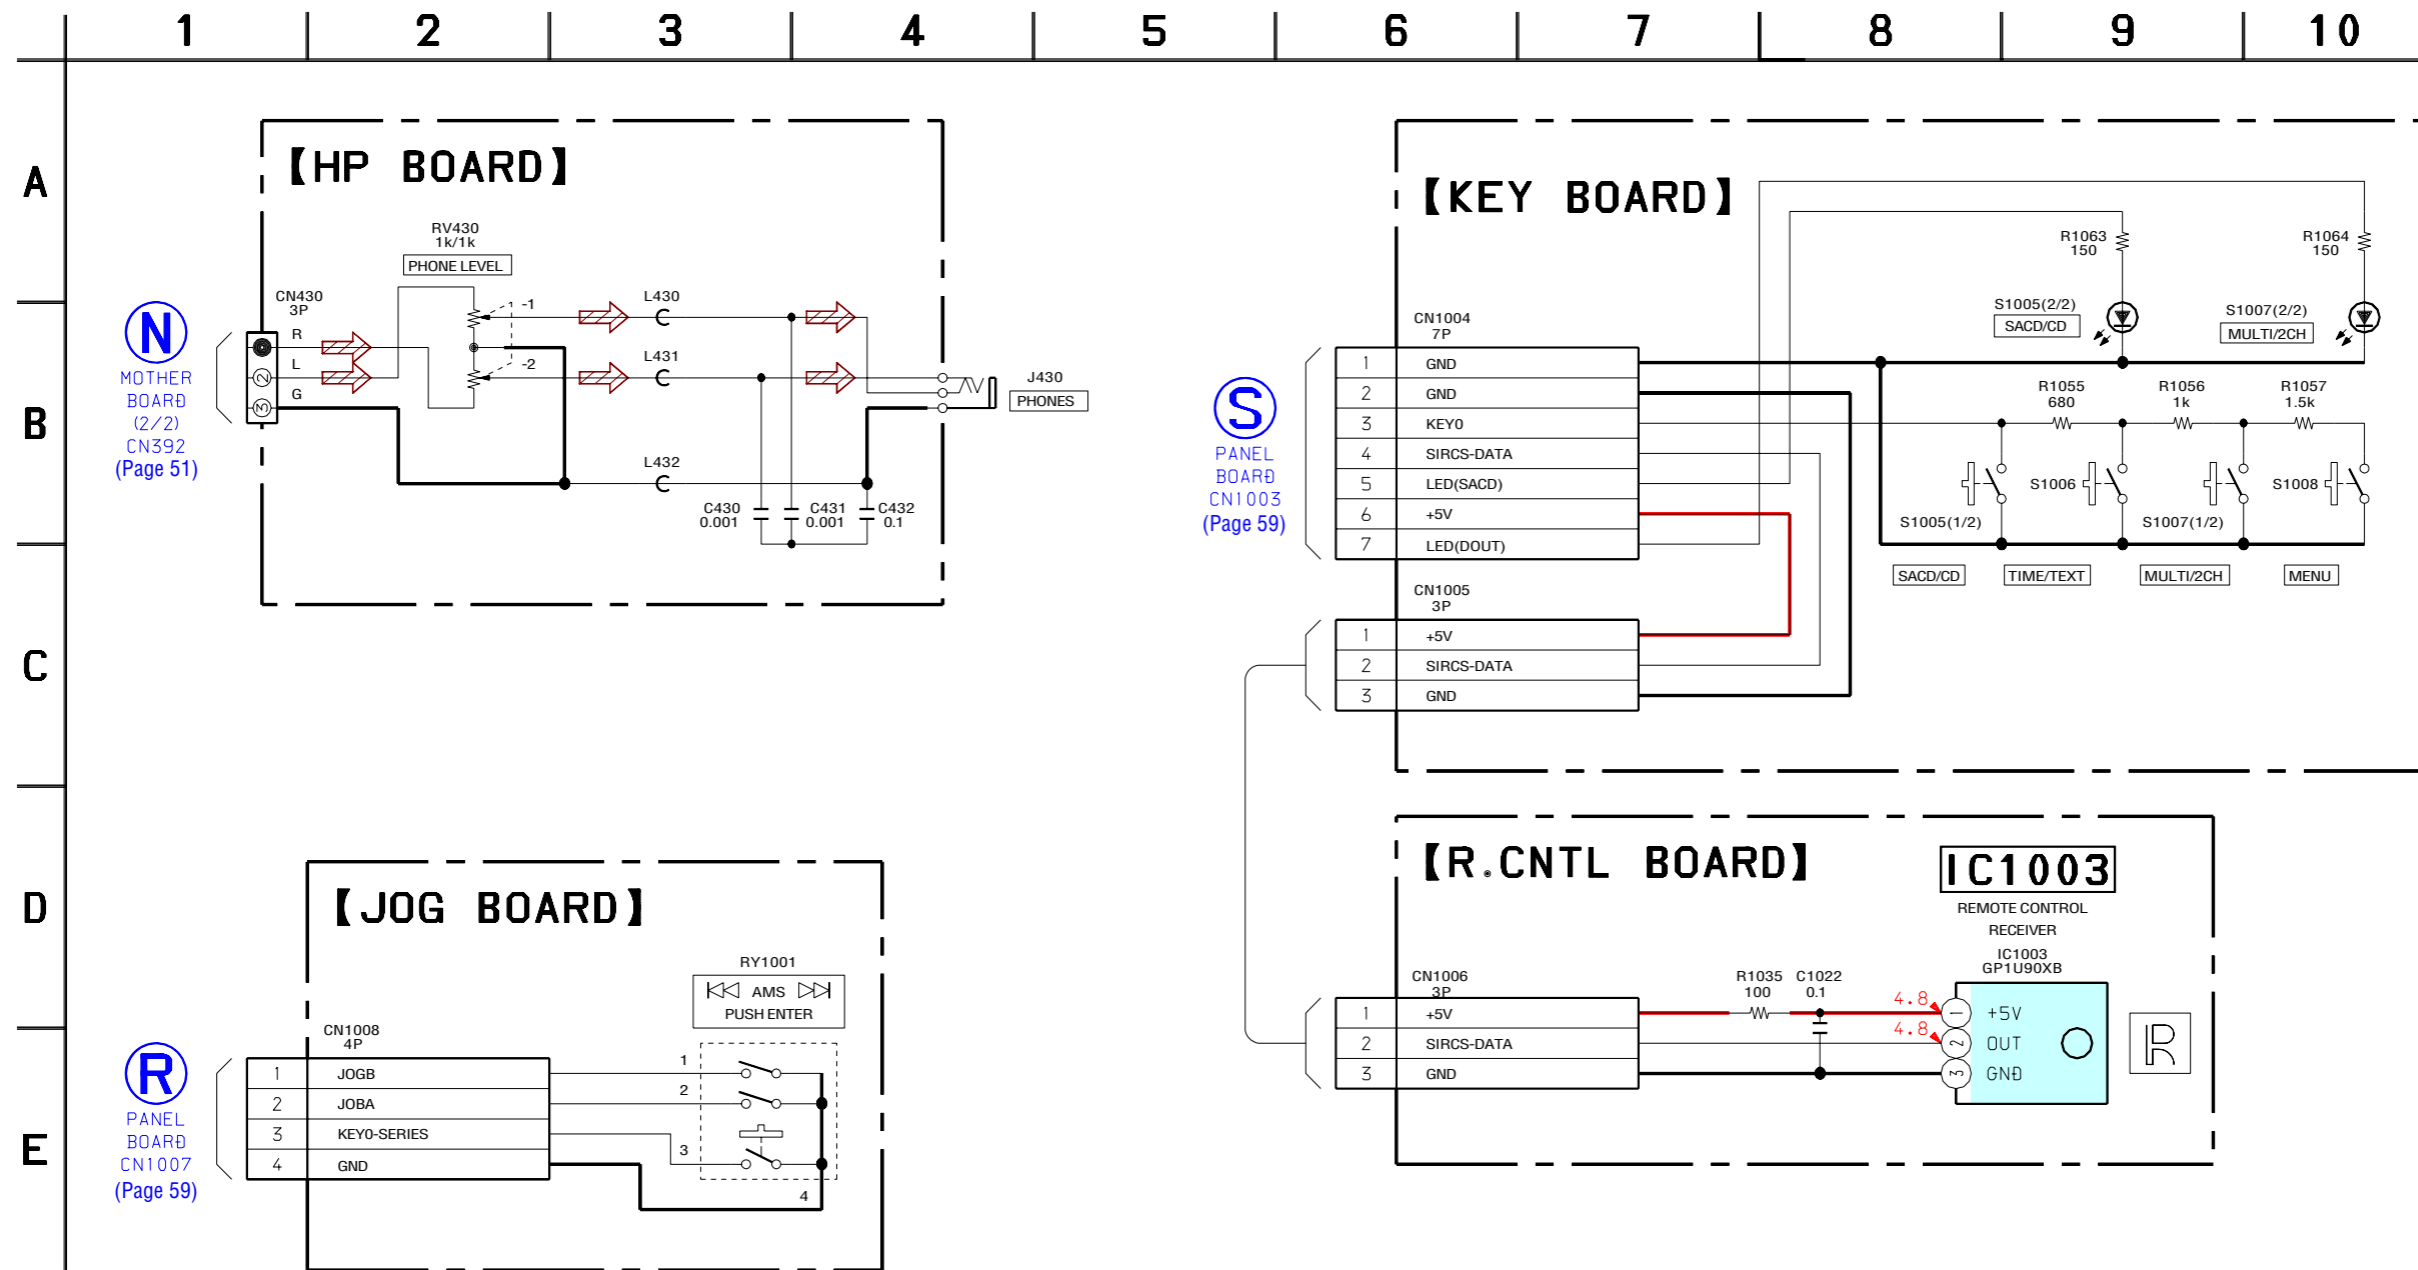 1 2 3 4 5 6 7 8 9 10
A
B
C
D
E
【HP BOARD】
RV430
1k/1k
PHONE LEVEL
CN430
3P
R
L
G
2
3
-1
-2
L430
L431
L432
C430
0.001
C431
0.001
C432
0.1
J430
PHONES
N
MOTHER
BOARD
(2/2)
CN392
(Page 51)
【KEY BOARD】
R1063
150
R1064
150
S1005(2/2)
SACD/CD
S1007(2/2)
MULTI/2CH
CN1004
7P
1 GND
2 GND
3 KEY0
4 SIRCS-DATA
5 LED(SACD)
6 +5V
7 LED(DOUT)
S
PANEL
BOARD
CN1003
(Page 59)
R1055
680
R1056
1k
R1057
1.5k
S1005(1/2)
S1006
S1007(1/2)
S1008
SACD/CD
TIME/TEXT
MULTI/2CH
MENU
CN1005
3P
1 +5V
2 SIRCS-DATA
3 GND
【JOG BOARD】
RY1001
AMS
PUSH ENTER
CN1008
4P
1 JOGB
2 JOBA
3 KEY0-SERIES
4 GND
1
2
3
4
R
PANEL
BOARD
CN1007
(Page 59)
【R.CNTL BOARD】
IC1003
REMOTE CONTROL
RECEIVER
IC1003
GP1U90XB
CN1006
3P
1 +5V
2 SIRCS-DATA
3 GND
R1035
100
C1022
0.1
4.8
4.8
1 +5V
2 OUT
3 GND
R